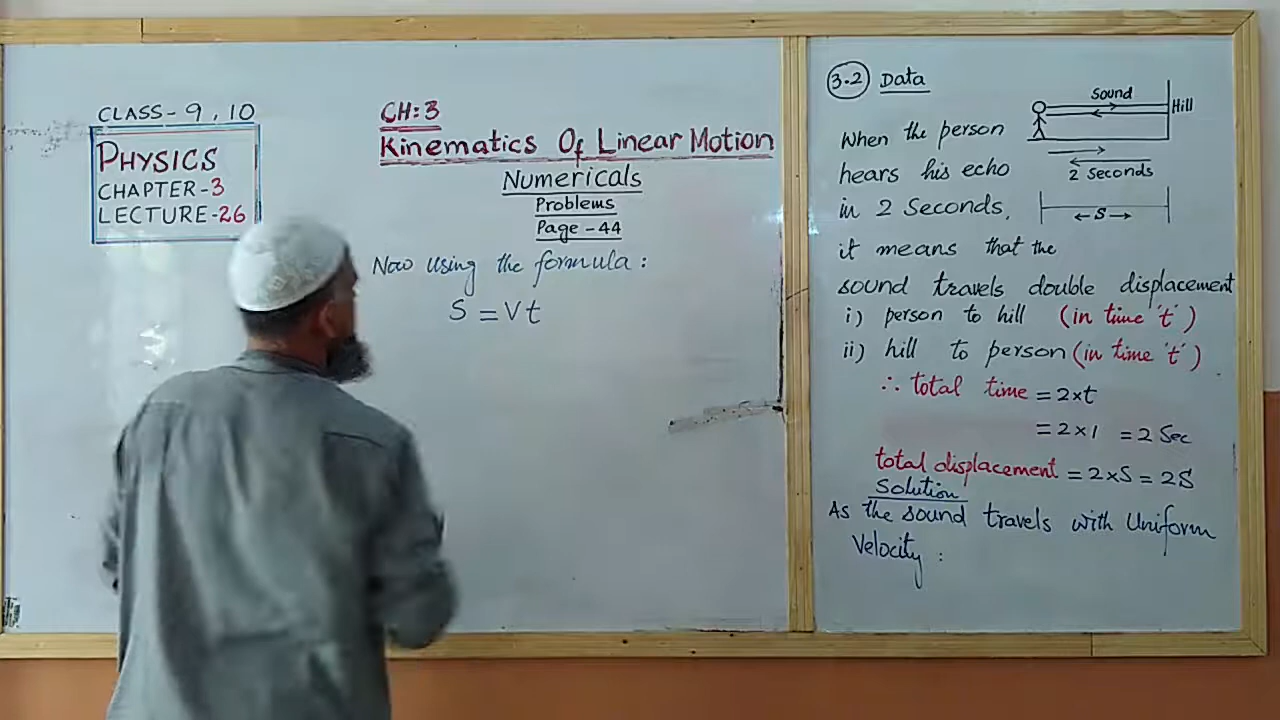 CLASS-9,10
PHYSICS
CHAPTER-3
LECTURE-26
CH:3
Kinematics Of Linear Motion
Numericals
Problems
Page-44
Now using the formula:
S = Vt
3.2 Data
When the person
hears his echo
in 2 Seconds,
it means that the
sound travels double displacement
i) person to hill (in time 't')
ii) hill to person (in time 't')
∴ total time = 2×t
= 2×1 = 2 Sec
total displacement = 2×S = 2S
Solution
As the sound travels with Uniform
Velocity:
Sound
Hill
2 Seconds
← S →